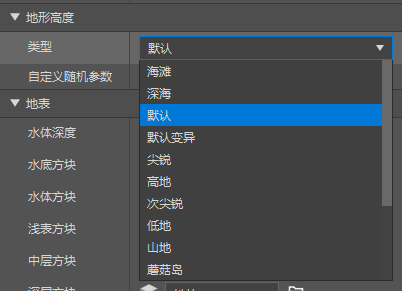 地形高度
类型
默认
自定义随机参数
海滩
深海
默认
默认变异
尖锐
高地
次尖锐
低地
山地
蘑菇岛
地表
水体深度
水底方块
水体方块
浅表方块
中层方块